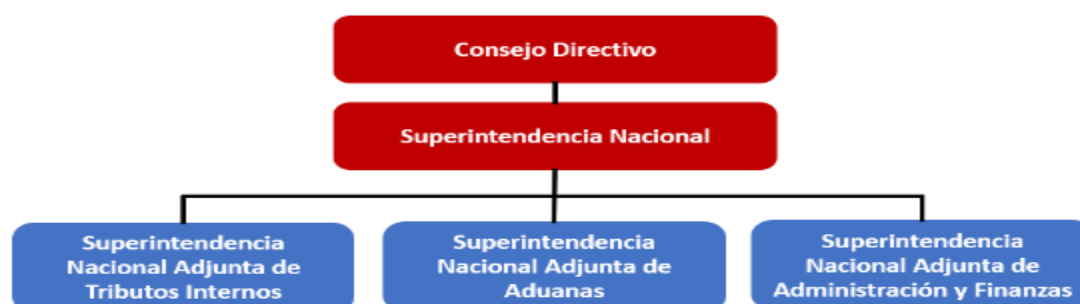 Consejo Directivo
Superintendencia Nacional
Superintendencia
Nacional Adjunta de
Tributos Internos
Superintendencia
Nacional Adjunta de
Aduanas
Superintendencia
Nacional Adjunta de
Administración y Finanzas